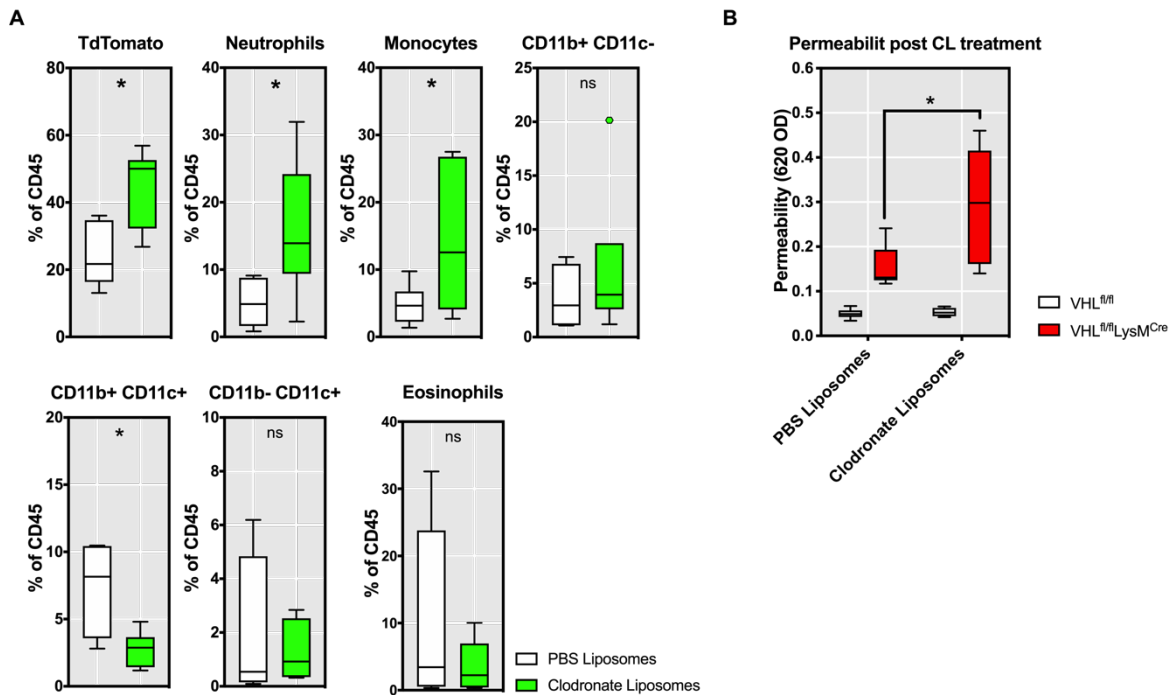 A
B
TdTomato
Neutrophils
Monocytes
CD11b+ CD11c-
Permeabilit post CL treatment
% of CD45
80
60
40
20
0
*
% of CD45
40
30
20
10
0
*
% of CD45
40
30
20
10
0
*
% of CD45
25
20
15
10
5
0
ns
Permeability (620 OD)
0.6
0.5
0.4
0.3
0.2
0.1
0.0
*
PBS Liposomes
Clodronate Liposomes
VHLfl/fl
VHLfl/flLysMCre
CD11b+ CD11c+
CD11b- CD11c+
Eosinophils
% of CD45
20
15
10
5
0
*
% of CD45
10
8
6
4
2
0
ns
% of CD45
40
30
20
10
0
ns
PBS Liposomes
Clodronate Liposomes